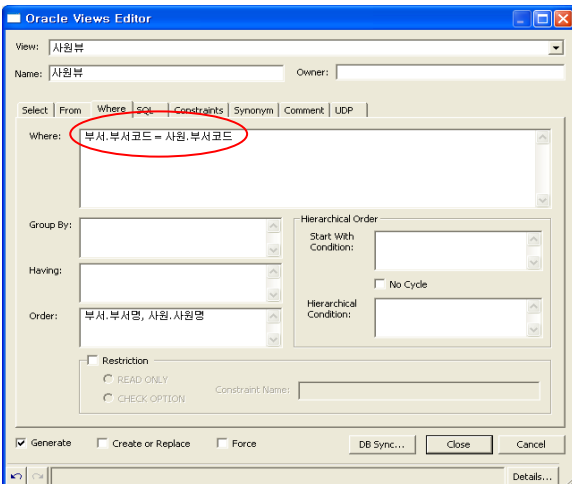 Oracle Views Editor
View: 사원뷰
Name: 사원뷰 Owner:
Select From Where SQL Constraints Synonym Comment UDP
Where: 부서.부서코드 = 사원.부서코드
Group By:
Having:
Order: 부서.부서명, 사원.사원명
Hierarchical Order
Start With
Condition:
No Cycle
Hierarchical
Condition:
Restriction
READ ONLY
CHECK OPTION
Constraint Name:
Generate Create or Replace Force DB Sync... Close Cancel
Details...